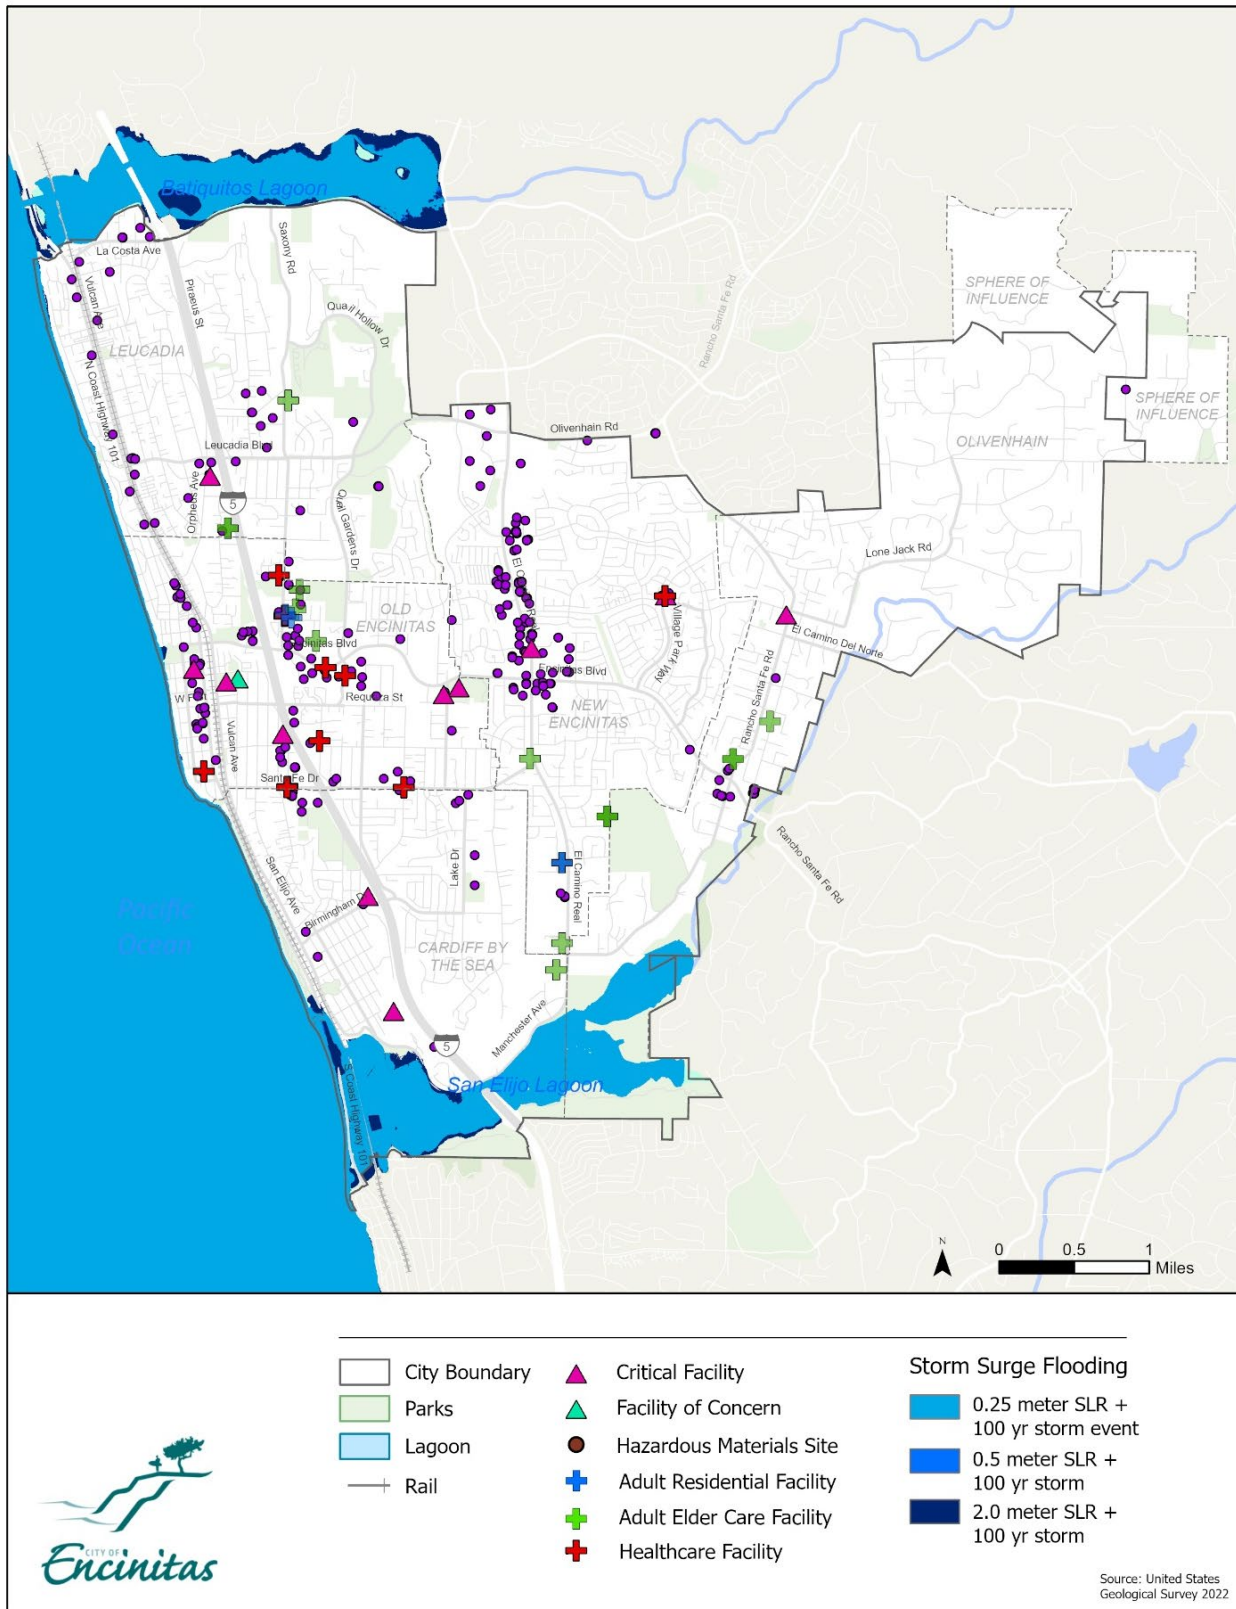 Batiquitos Lagoon
La Costa Ave
Saxony Rd
Vulcan Ave
Piraeus St
Quail Hollow Dr
Rancho Santa Fe Rd
SPHERE OF
INFLUENCE
LEUCADIA
N Coast Highway 101
SPHERE OF
INFLUENCE
Leucadia Blvd
Olivenhain Rd
OLIVENHAIN
Orpheus Ave
5
Quail Gardens Dr
Lone Jack Rd
El Camino Real
OLD
ENCINITAS
Village Park Way
El Camino Del Norte
Encinitas Blvd
Encinitas Blvd
Requeza St
W F St
NEW
ENCINITAS
Rancho Santa Fe Rd
Vulcan Ave
Santa Fe Dr
Lake Dr
El Camino Real
Rancho Santa Fe Rd
San Elijo Ave
Birmingham Dr
Pacific
Ocean
CARDIFF BY
THE SEA
Manchester Ave
5
San Elijo Lagoon
S Coast Highway 101
N
0 0.5 1
Miles
City Boundary
Parks
Lagoon
Rail
Critical Facility
Facility of Concern
Hazardous Materials Site
Adult Residential Facility
Adult Elder Care Facility
Healthcare Facility
Storm Surge Flooding
0.25 meter SLR +
100 yr storm event
0.5 meter SLR +
100 yr storm
2.0 meter SLR +
100 yr storm
CITY OF
Encinitas
Source: United States
Geological Survey 2022